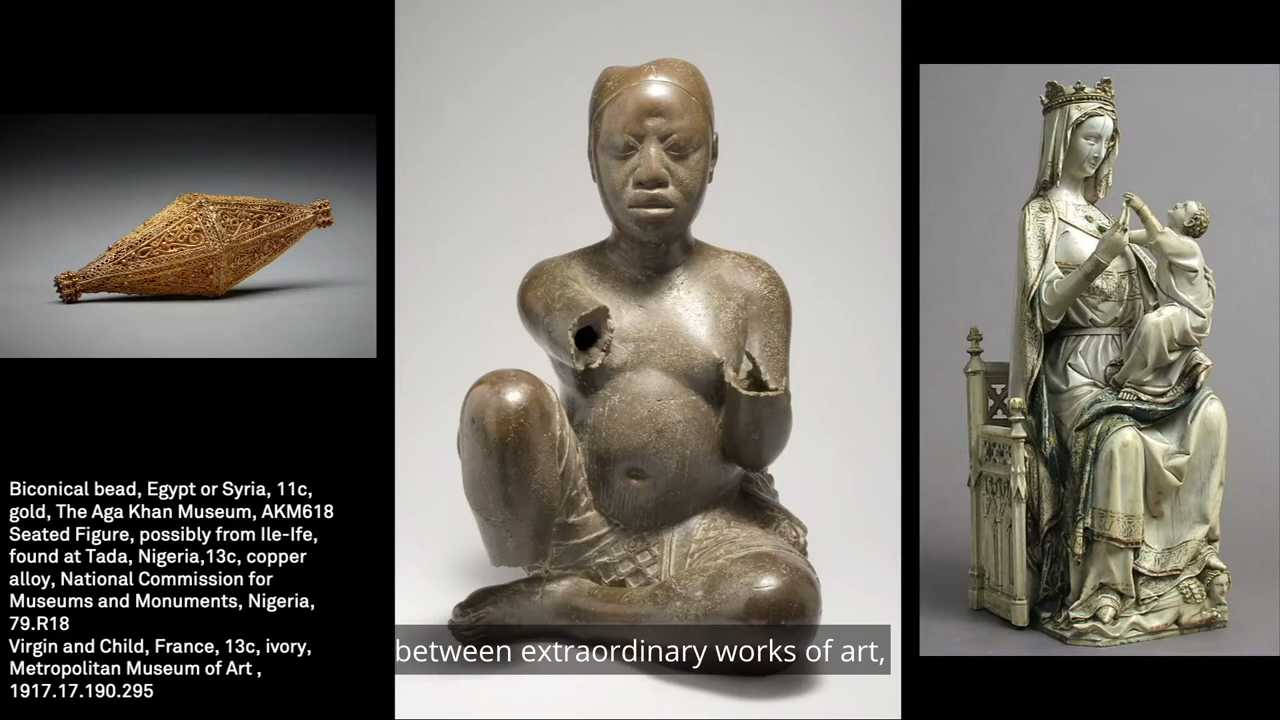 Biconical bead, Egypt or Syria, 11c,
gold, The Aga Khan Museum, AKM618
Seated Figure, possibly from Ile-Ife,
found at Tada, Nigeria,13c, copper
alloy, National Commission for
Museums and Monuments, Nigeria,
79.R18
Virgin and Child, France, 13c, ivory,
Metropolitan Museum of Art ,
1917.17.190.295
between extraordinary works of art,